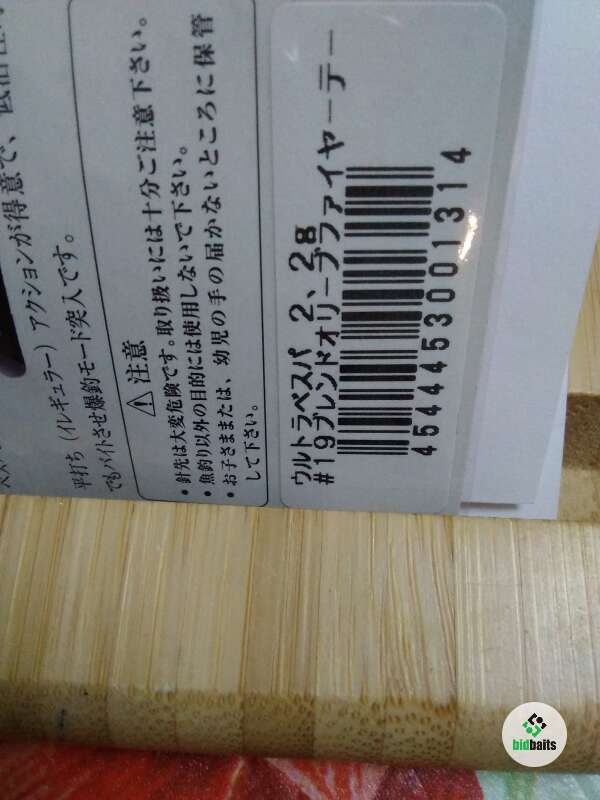 アクションが得意で、低活性
平打ち(イレギュラー)
でもバイトさせ爆釣モード突入です。
⚠注意
• 針先は大変危険です。取り扱いには十分ご注意下さい。
• 魚釣り以外の目的には使用しないで下さい。
• お子さままたは、幼児の手の届かないところに保管
して下さい。
ウルトラベスパ 2、2g
#19ブレンドオリーブファイヤーテー
4544453001314
bidbaits